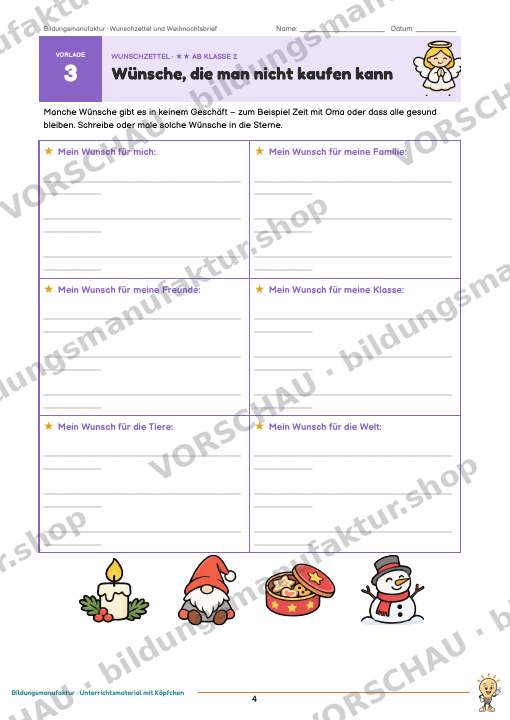 Bildungsmanufaktur · Wunschzettel und Weihnachtsbrief Name: Datum:
VORLAGE
3
WUNSCHZETTEL · ★★ AB KLASSE 2
Wünsche, die man nicht kaufen kann
Manche Wünsche gibt es in keinem Geschäft – zum Beispiel Zeit mit Oma oder dass alle gesund
bleiben. Schreibe oder male solche Wünsche in die Sterne.
★ Mein Wunsch für mich:
★ Mein Wunsch für meine Familie:
★ Mein Wunsch für meine Freunde:
★ Mein Wunsch für meine Klasse:
★ Mein Wunsch für die Tiere:
★ Mein Wunsch für die Welt:
VORSCHAU · bildungsmanufaktur.shop
Bildungsmanufaktur · Unterrichtsmaterial mit Köpfchen
4